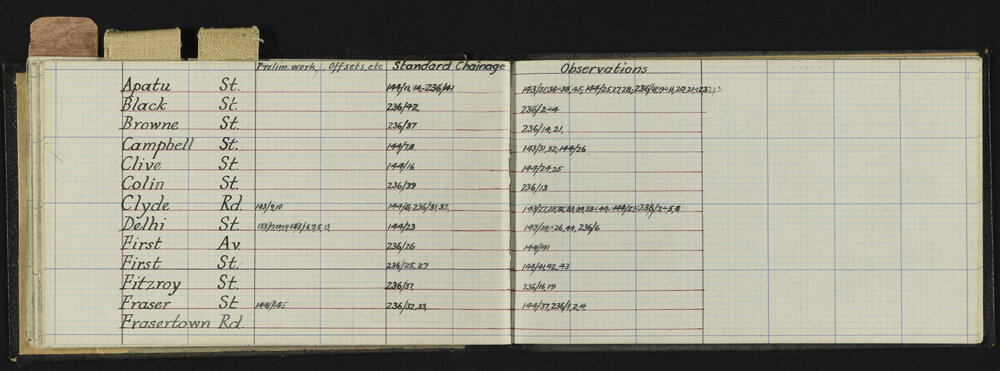 Prelim. work, Offsets, etc Standard Chainage Observations
Apatu St. 144/11, 14, 236/41
Black St. 236/42 236/2-4
Browne St. 236/37 236/14, 21,
Campbell St. 144/78 143/31, 32, 144/26
Clive St. 144/16 144/24, 25
Colin St. 236/39 236/13
Clyde Rd. 143/9, 10 144/8, 236/31, 32,
Delhi St. 144/23 236/6
First Av. 236/26 144/41
First St. 236/25, 27 144/41, 42, 43
Fitzroy St. 236/37 236/16, 19
Fraser St. 236/32, 33, 144/37, 236/1, 2, 4
Frasertown Rd.